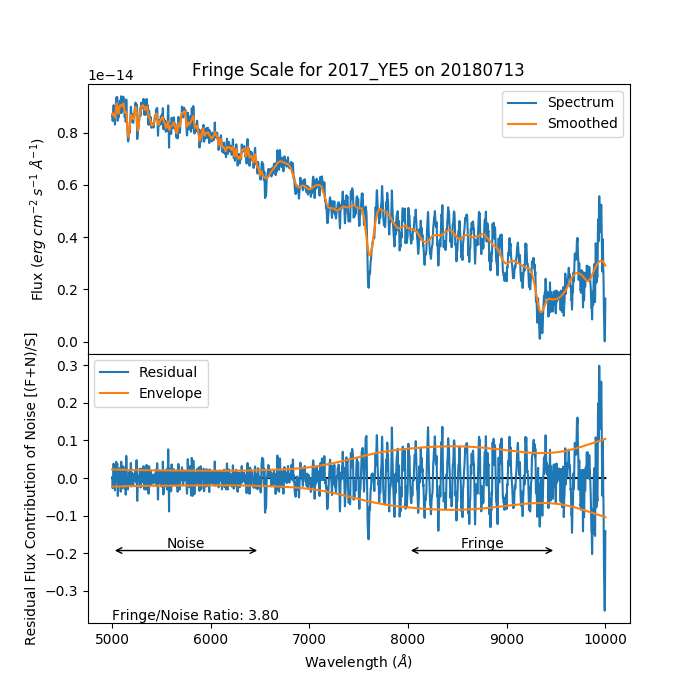 Fringe Scale for 2017_YE5 on 20180713
1e−14
Spectrum
Smoothed
0.8
0.6
0.4
0.2
0.0
Flux (erg cm⁻² s⁻¹ Å⁻¹)
Residual
Envelope
0.3
0.2
0.1
0.0
−0.1
−0.2
−0.3
Residual Flux Contribution of Noise [(F+N)/S]
Noise
Fringe
Fringe/Noise Ratio: 3.80
5000 6000 7000 8000 9000 10000
Wavelength (Å)